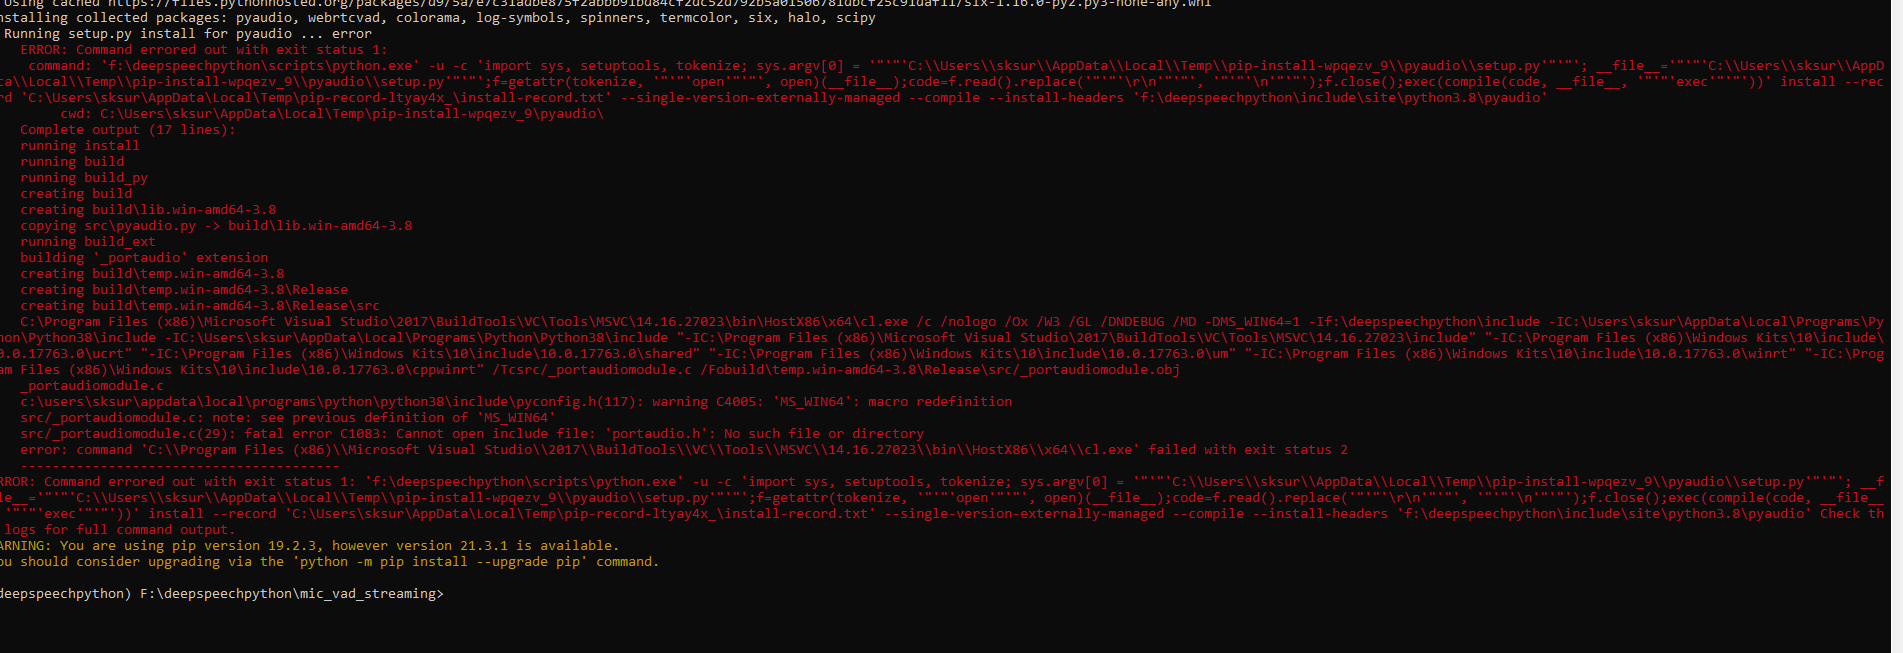 Using cached https://files.pythonhosted.org/packages/d9/5a/
nstalling collected packages: pyaudio, webrtcvad, colorama, log-symbols, spinners, termcolor, six, halo, scipy
Running setup.py install for pyaudio ... error
ERROR: Command errored out with exit status 1:
command: 'f:\deepspeechpython\scripts\python.exe' -u -c 'import sys, setuptools, tokenize; sys.argv[0] = '"'"'C:\\Users\\sksur\\AppData\\Local\\Temp\\pip-install-wpqezv_9\\pyaudio\\setup.py'"'"'; __file__='"'"'C:\\Users\\sksur\\AppD
ta\\Local\\Temp\\pip-install-wpqezv_9\\pyaudio\\setup.py'"'"';f=getattr(tokenize, '"'"'open'"'"', open)(__file__);code=f.read().replace('"'"'\r\n'"'"', '"'"'\n'"'"');f.close();exec(compile(code, __file__, '"'"'exec'"'"'))' install --rec
rd 'C:\Users\sksur\AppData\Local\Temp\pip-record-ltyay4x_\install-record.txt' --single-version-externally-managed --compile --install-headers 'f:\deepspeechpython\include\site\python3.8\pyaudio'
cwd: C:\Users\sksur\AppData\Local\Temp\pip-install-wpqezv_9\pyaudio\
Complete output (17 lines):
running install
running build
running build_py
creating build
creating build\lib.win-amd64-3.8
copying src\pyaudio.py -> build\lib.win-amd64-3.8
running build_ext
building '_portaudio' extension
creating build\temp.win-amd64-3.8
creating build\temp.win-amd64-3.8\Release
creating build\temp.win-amd64-3.8\Release\src
C:\Program Files (x86)\Microsoft Visual Studio\2017\BuildTools\VC\Tools\MSVC\14.16.27023\bin\HostX86\x64\cl.exe /c /nologo /Ox /W3 /GL /DNDEBUG /MD -DMS_WIN64=1 -If:\deepspeechpython\include -IC:\Users\sksur\AppData\Local\Programs\Py
hon\Python38\include -IC:\Users\sksur\AppData\Local\Programs\Python\Python38\include "-IC:\Program Files (x86)\Microsoft Visual Studio\2017\BuildTools\VC\Tools\MSVC\14.16.27023\include" "-IC:\Program Files (x86)\Windows Kits\10\include\
0.0.17763.0\ucrt" "-IC:\Program Files (x86)\Windows Kits\10\include\10.0.17763.0\shared" "-IC:\Program Files (x86)\Windows Kits\10\include\10.0.17763.0\um" "-IC:\Program Files (x86)\Windows Kits\10\include\10.0.17763.0\winrt" "-IC:\Prog
am Files (x86)\Windows Kits\10\include\10.0.17763.0\cppwinrt" /Tcsrc/_portaudiomodule.c /Fobuild\temp.win-amd64-3.8\Release\src/_portaudiomodule.obj
_portaudiomodule.c
c:\users\sksur\appdata\local\programs\python\python38\include\pyconfig.h(117): warning C4005: 'MS_WIN64': macro redefinition
src/_portaudiomodule.c: note: see previous definition of 'MS_WIN64'
src/_portaudiomodule.c(29): fatal error C1083: Cannot open include file: 'portaudio.h': No such file or directory
error: command 'C:\\Program Files (x86)\\Microsoft Visual Studio\\2017\\BuildTools\\VC\\Tools\\MSVC\\14.16.27023\\bin\\HostX86\\x64\\cl.exe' failed with exit status 2
----------------------------------------
RROR: Command errored out with exit status 1: 'f:\deepspeechpython\scripts\python.exe' -u -c 'import sys, setuptools, tokenize; sys.argv[0] = '"'"'C:\\Users\\sksur\\AppData\\Local\\Temp\\pip-install-wpqezv_9\\pyaudio\\setup.py'"'"'; __f
le__='"'"'C:\\Users\\sksur\\AppData\\Local\\Temp\\pip-install-wpqezv_9\\pyaudio\\setup.py'"'"';f=getattr(tokenize, '"'"'open'"'"', open)(__file__);code=f.read().replace('"'"'\r\n'"'"', '"'"'\n'"'"');f.close();exec(compile(code, __file__
'"'"'exec'"'"'))' install --record 'C:\Users\sksur\AppData\Local\Temp\pip-record-ltyay4x_\install-record.txt' --single-version-externally-managed --compile --install-headers 'f:\deepspeechpython\include\site\python3.8\pyaudio' Check th
logs for full command output.
ARNING: You are using pip version 19.2.3, however version 21.3.1 is available.
ou should consider upgrading via the 'python -m pip install --upgrade pip' command.
deepspeechpython) F:\deepspeechpython\mic_vad_streaming>